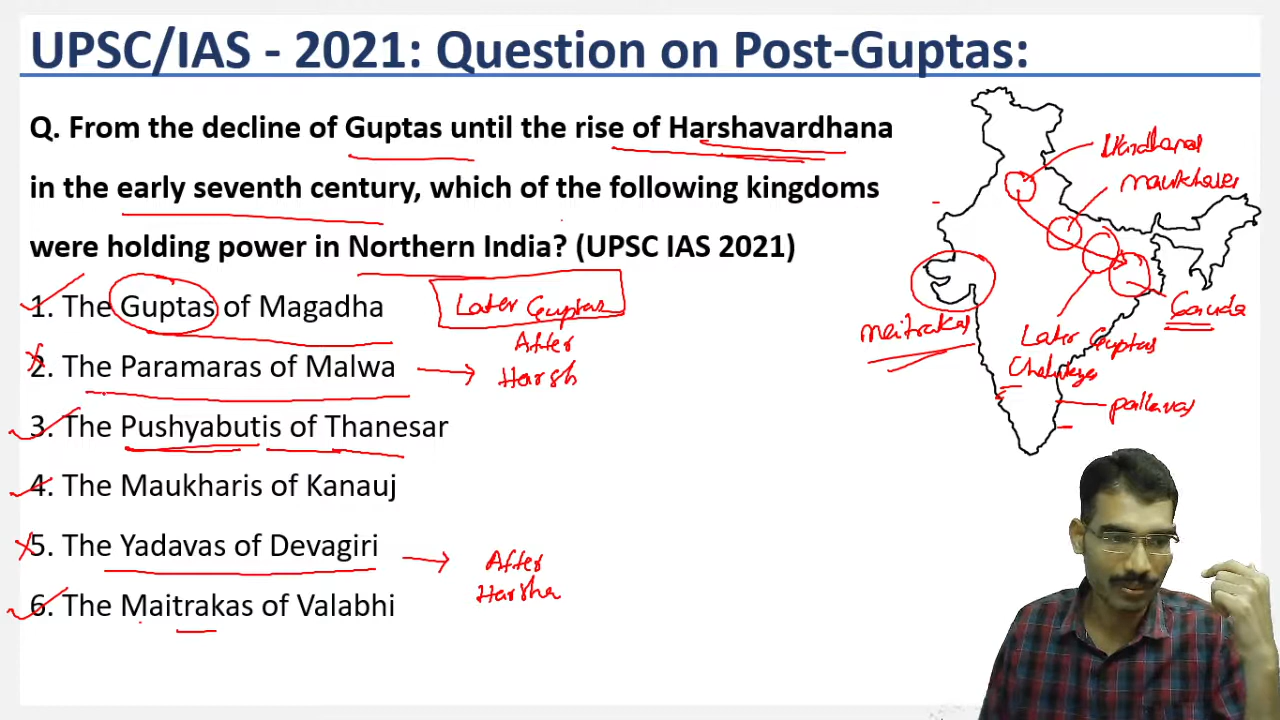 UPSC/IAS - 2021: Question on Post-Guptas:
Q. From the decline of Guptas until the rise of Harshavardhana
in the early seventh century, which of the following kingdoms
were holding power in Northern India? (UPSC IAS 2021)
1. The Guptas of Magadha
Later Guptas
After
2. The Paramaras of Malwa
Harsh
3. The Pushyabutis of Thanesar
4. The Maukharis of Kanauj
5. The Yadavas of Devagiri
After
Harsha
6. The Maitrakas of Valabhi
Maitrakas
Gauda
Later Guptas
pallavas